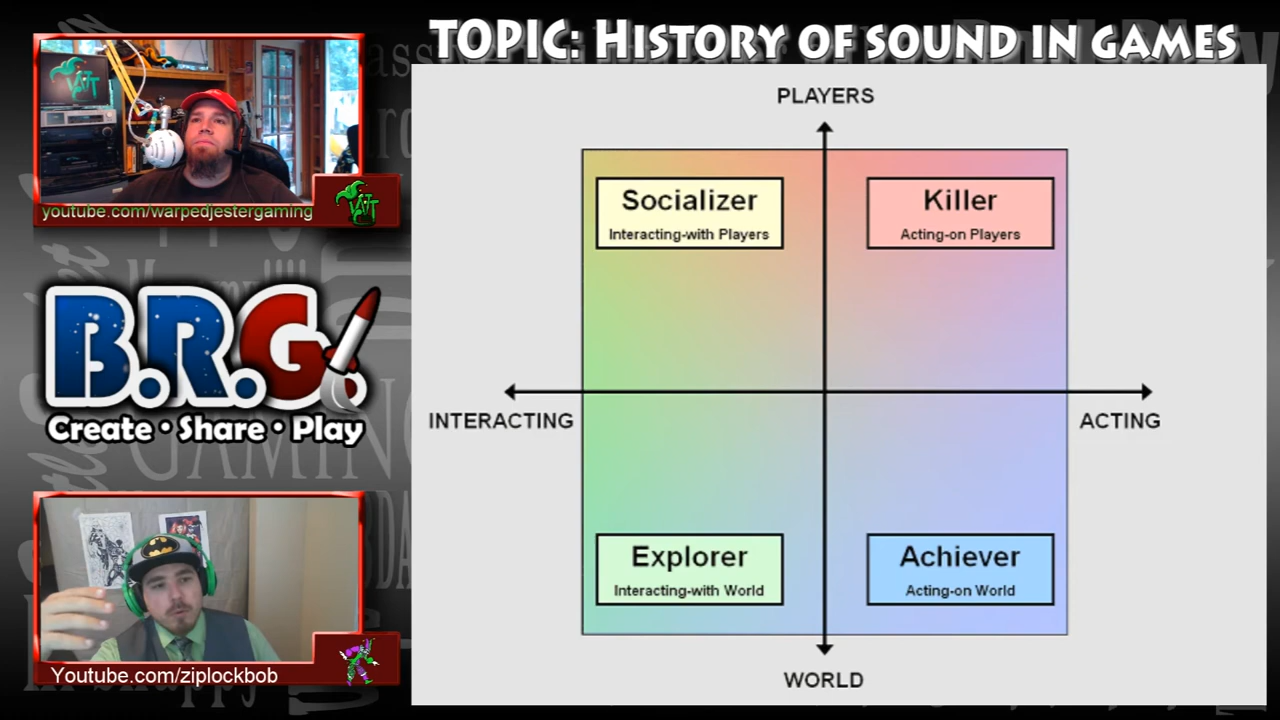 TOPIC: HISTORY OF SOUND IN GAMES
youtube.com/warpedjestergaming
B.R.G.
Create • Share • Play
Youtube.com/ziplockbob
PLAYERS
Socializer
Interacting-with Players
Killer
Acting-on Players
INTERACTING
ACTING
Explorer
Interacting-with World
Achiever
Acting-on World
WORLD